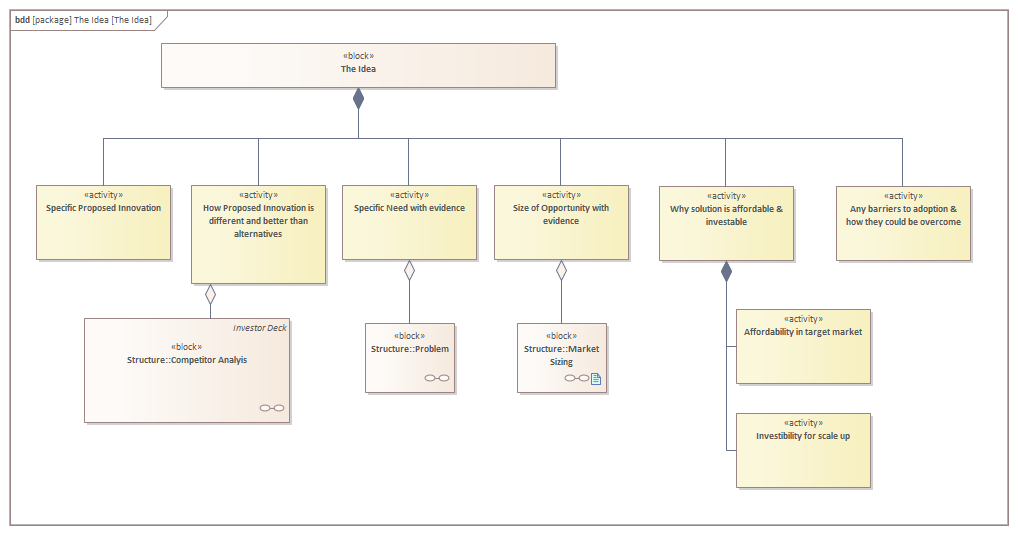 bdd [package] The Idea [The Idea]
«block»
The Idea
«activity»
Specific Proposed Innovation
«activity»
How Proposed Innovation is
different and better than
alternatives
«activity»
Specific Need with evidence
«activity»
Size of Opportunity with
evidence
«activity»
Why solution is affordable &
investable
«activity»
Any barriers to adoption &
how they could be overcome
Investor Deck
«block»
Structure::Competitor Analyis
«block»
Structure::Problem
«block»
Structure::Market
Sizing
«activity»
Affordability in target market
«activity»
Investibility for scale up